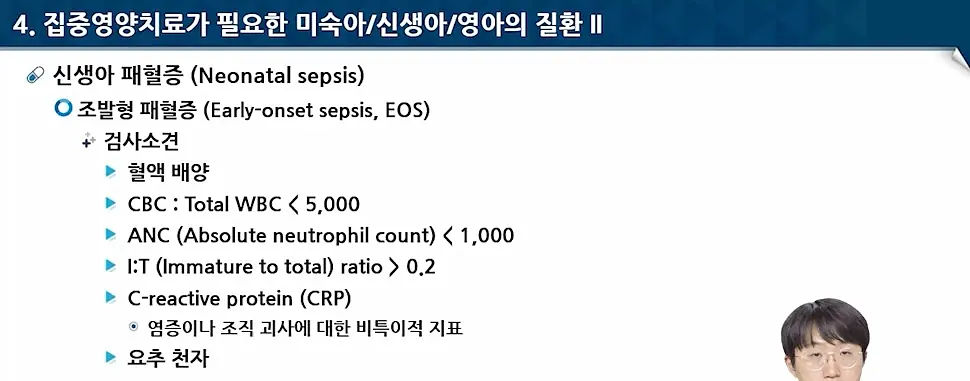 4. 집중영양치료가 필요한 미숙아/신생아/영아의 질환 II
신생아 패혈증 (Neonatal sepsis)
조발형 패혈증 (Early-onset sepsis, EOS)
검사소견
혈액 배양
CBC : Total WBC < 5,000
ANC (Absolute neutrophil count) < 1,000
I:T (Immature to total) ratio > 0.2
C-reactive protein (CRP)
염증이나 조직 괴사에 대한 비특이적 지표
요추 천자